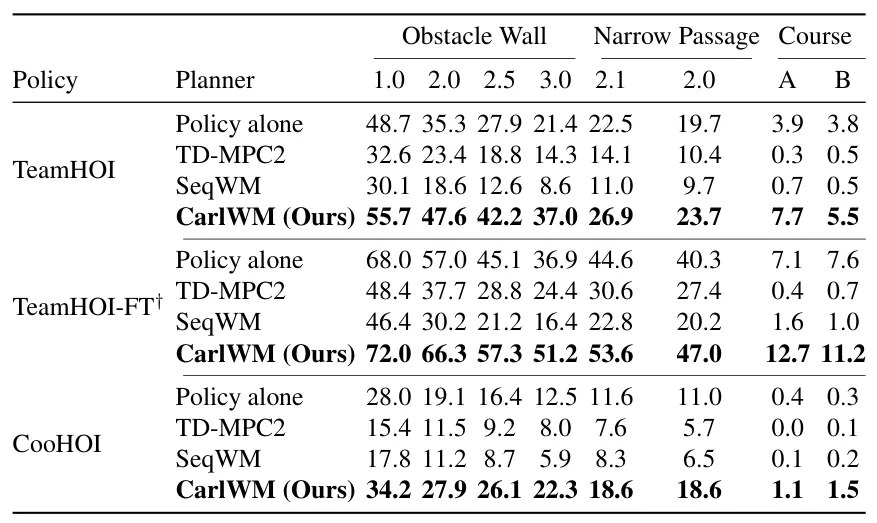 Obstacle Wall Narrow Passage Course
Policy Planner 1.0 2.0 2.5 3.0 2.1 2.0 A B
TeamHOI
Policy alone 48.7 35.3 27.9 21.4 22.5 19.7 3.9 3.8
TD-MPC2 32.6 23.4 18.8 14.3 14.1 10.4 0.3 0.5
SeqWM 30.1 18.6 12.6 8.6 11.0 9.7 0.7 0.5
CarlWM (Ours) 55.7 47.6 42.2 37.0 26.9 23.7 7.7 5.5
TeamHOI-FT†
Policy alone 68.0 57.0 45.1 36.9 44.6 40.3 7.1 7.6
TD-MPC2 48.4 37.7 28.8 24.4 30.6 27.4 0.4 0.7
SeqWM 46.4 30.2 21.2 16.4 22.8 20.2 1.6 1.0
CarlWM (Ours) 72.0 66.3 57.3 51.2 53.6 47.0 12.7 11.2
CooHOI
Policy alone 28.0 19.1 16.4 12.5 11.6 11.0 0.4 0.3
TD-MPC2 15.4 11.5 9.2 8.0 7.6 5.7 0.0 0.1
SeqWM 17.8 11.2 8.7 5.9 8.3 6.5 0.1 0.2
CarlWM (Ours) 34.2 27.9 26.1 22.3 18.6 18.6 1.1 1.5